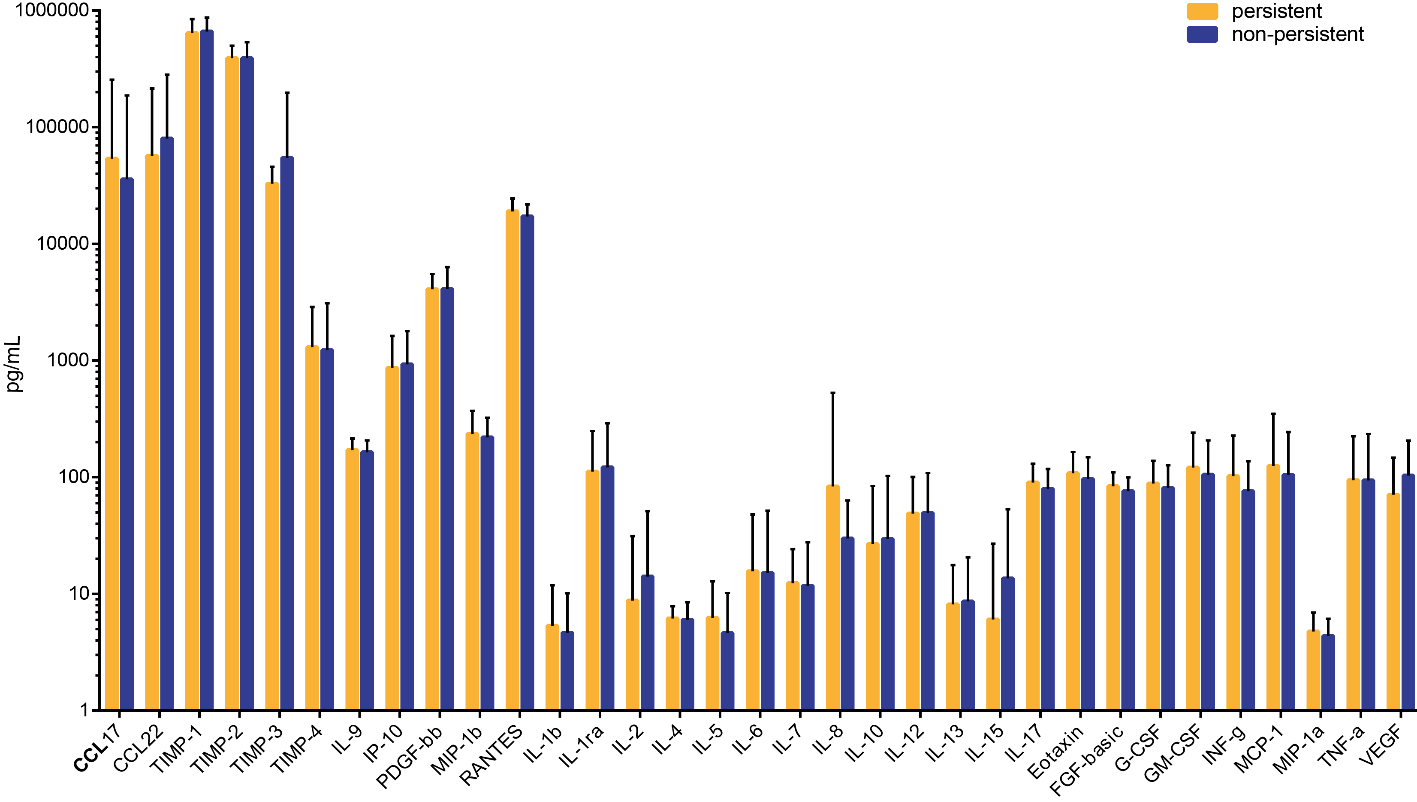 persistent
non-persistent
pg/mL
1000000
100000
10000
1000
100
10
1
CCL17
CCL22
TIMP-1
TIMP-2
TIMP-3
TIMP-4
IL-9
IP-10
PDGF-bb
MIP-1b
RANTES
IL-1b
IL-1ra
IL-2
IL-4
IL-5
IL-6
IL-7
IL-8
IL-10
IL-12
IL-13
IL-15
IL-17
Eotaxin
FGF-basic
G-CSF
GM-CSF
INF-g
MCP-1
MIP-1a
TNF-a
VEGF